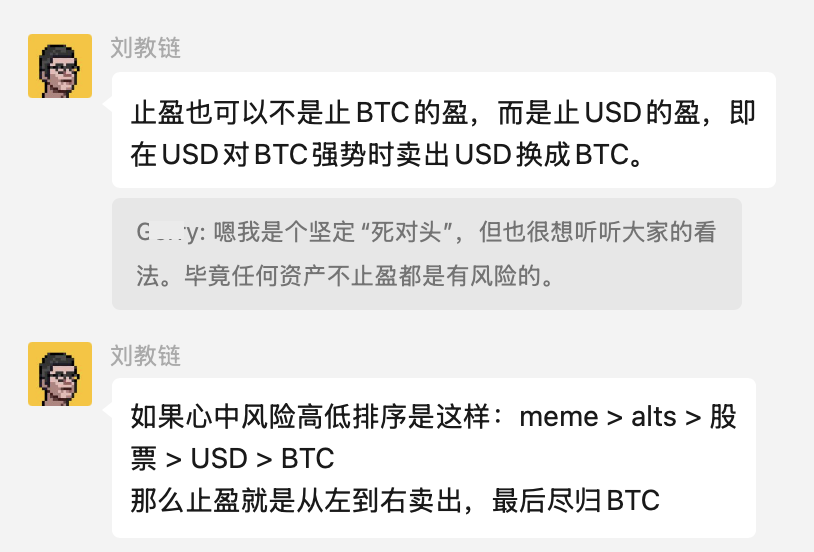 刘教链
止盈也可以不是止BTC的盈，而是止USD的盈，即
在USD对BTC强势时卖出USD换成BTC。
嗯我是个坚定 “死对头”，但也很想听听大家的看
法。毕竟任何资产不止盈都是有风险的。
刘教链
如果心中风险高低排序是这样：meme > alts > 股
票 > USD > BTC
那么止盈就是从左到右卖出，最后尽归BTC